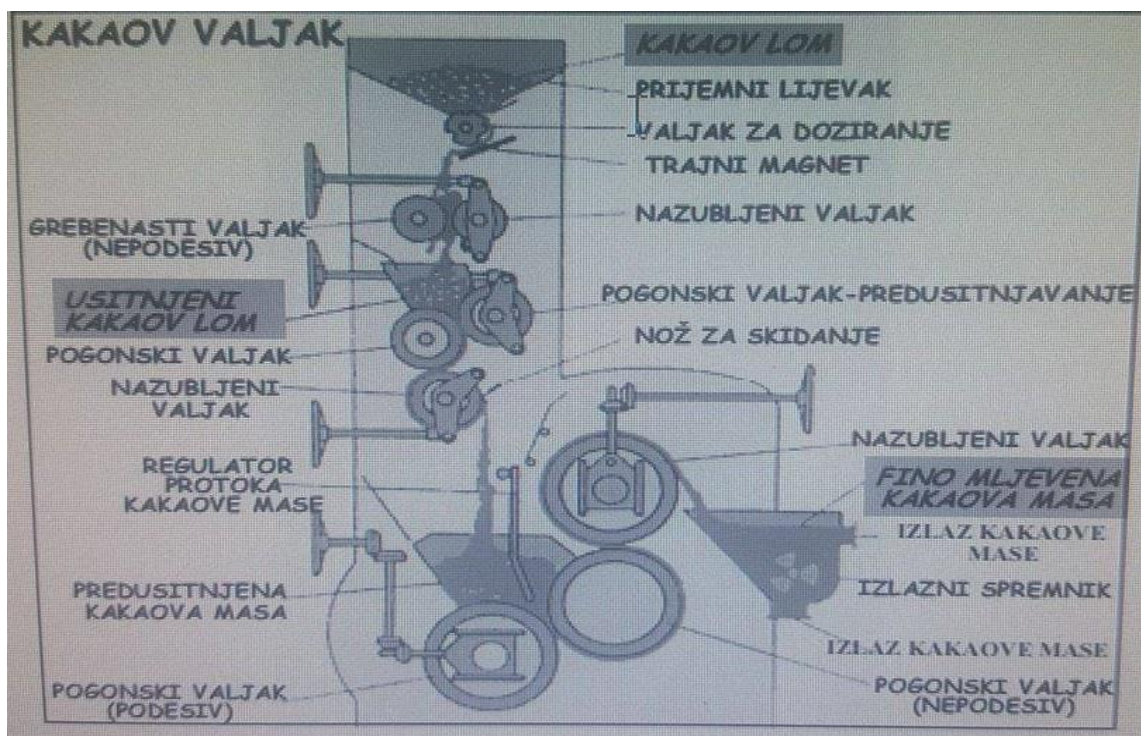 KAKAOV VALJAK
KAKAOV LOM
PRIJEMNI LIJEVAK
VALJAK ZA DOZIRANJE
TRAJNI MAGNET
NAZUBLJENI VALJAK
GREBENASTI VALJAK
(NEPODESIV)
USITNJENI
KAKAOV LOM
POGONSKI VALJAK-PREDUSITNJAVANJE
NOŽ ZA SKIDANJE
POGONSKI VALJAK
NAZUBLJENI
VALJAK
NAZUBLJENI VALJAK
REGULATOR
PROTOKA
KAKAOVE MASE
FINO MLJEVENA
KAKAOVA MASA
IZLAZ KAKAOVE
MASE
PREDUSITNJENA
KAKAOVA MASA
IZLAZNI SPREMNIK
IZLAZ KAKAOVE MASE
POGONSKI VALJAK
(PODESIV)
POGONSKI VALJAK
(NEPODESIV)